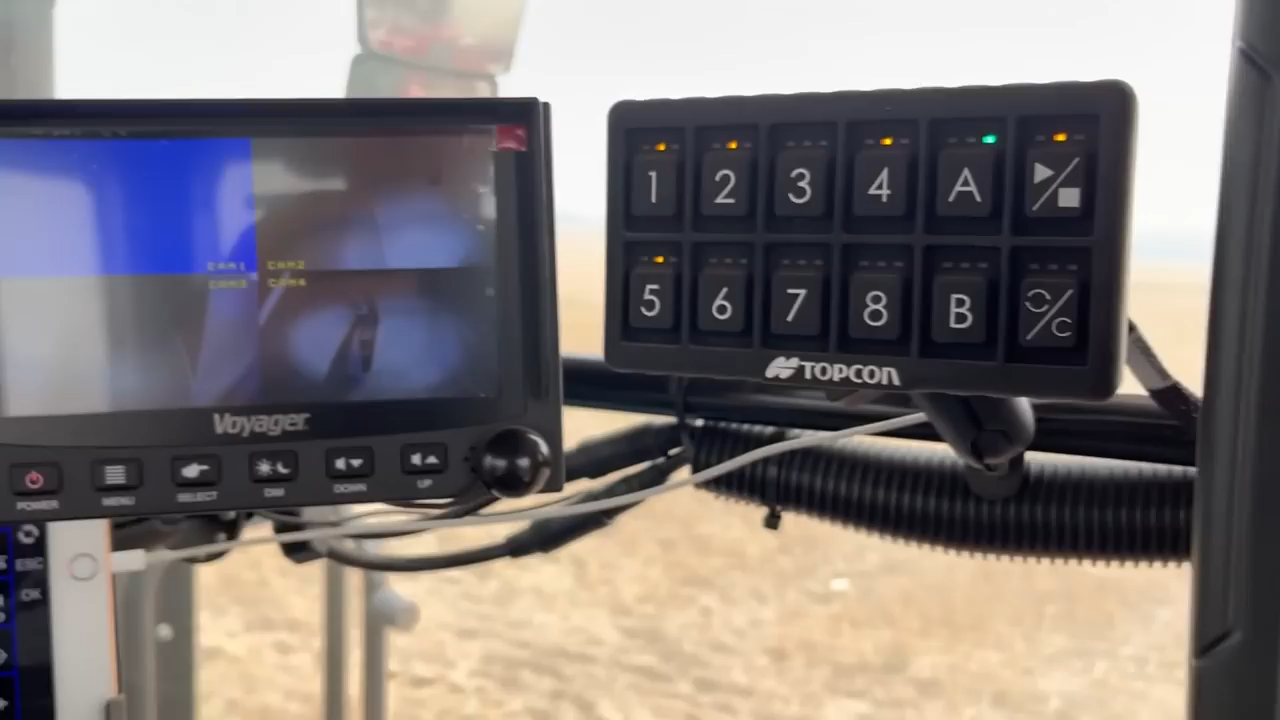 1 2 3 4 A
5 6 7 8 B C
TOPCON
CAM1 CAM2
CAM3 CAM4
Voyager
POWER MENU SELECT DIM DOWN UP
ESC
OK